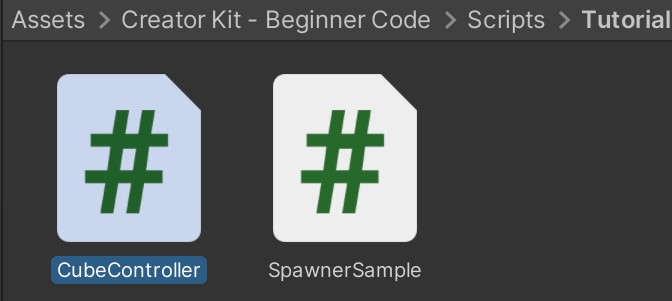 Assets > Creator Kit - Beginner Code > Scripts > Tutorial
# #
CubeController SpawnerSample